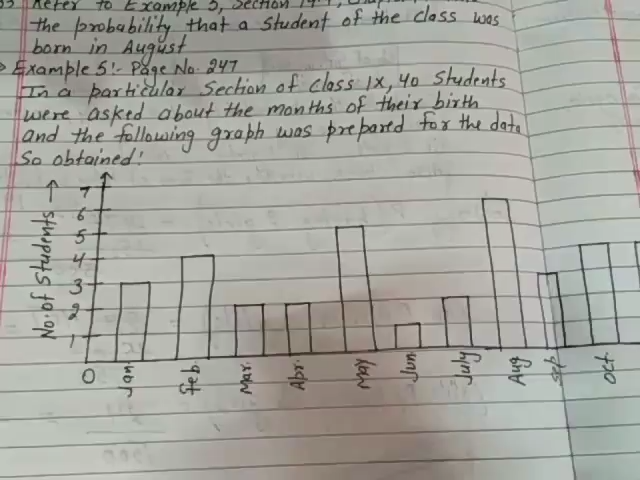 Refer to Example 5, Section
the probability that a student of the class was
born in August
Example 5:- Page No. 247
In a particular Section of class IX, 40 Students
were asked about the months of their birth
and the following graph was prepared for the data
So obtained:
No. of Students →
7
6
5
4
3
2
1
0
Jan
Feb
Mar.
Apr.
May
Jun
July
Aug
Sep
Oct.